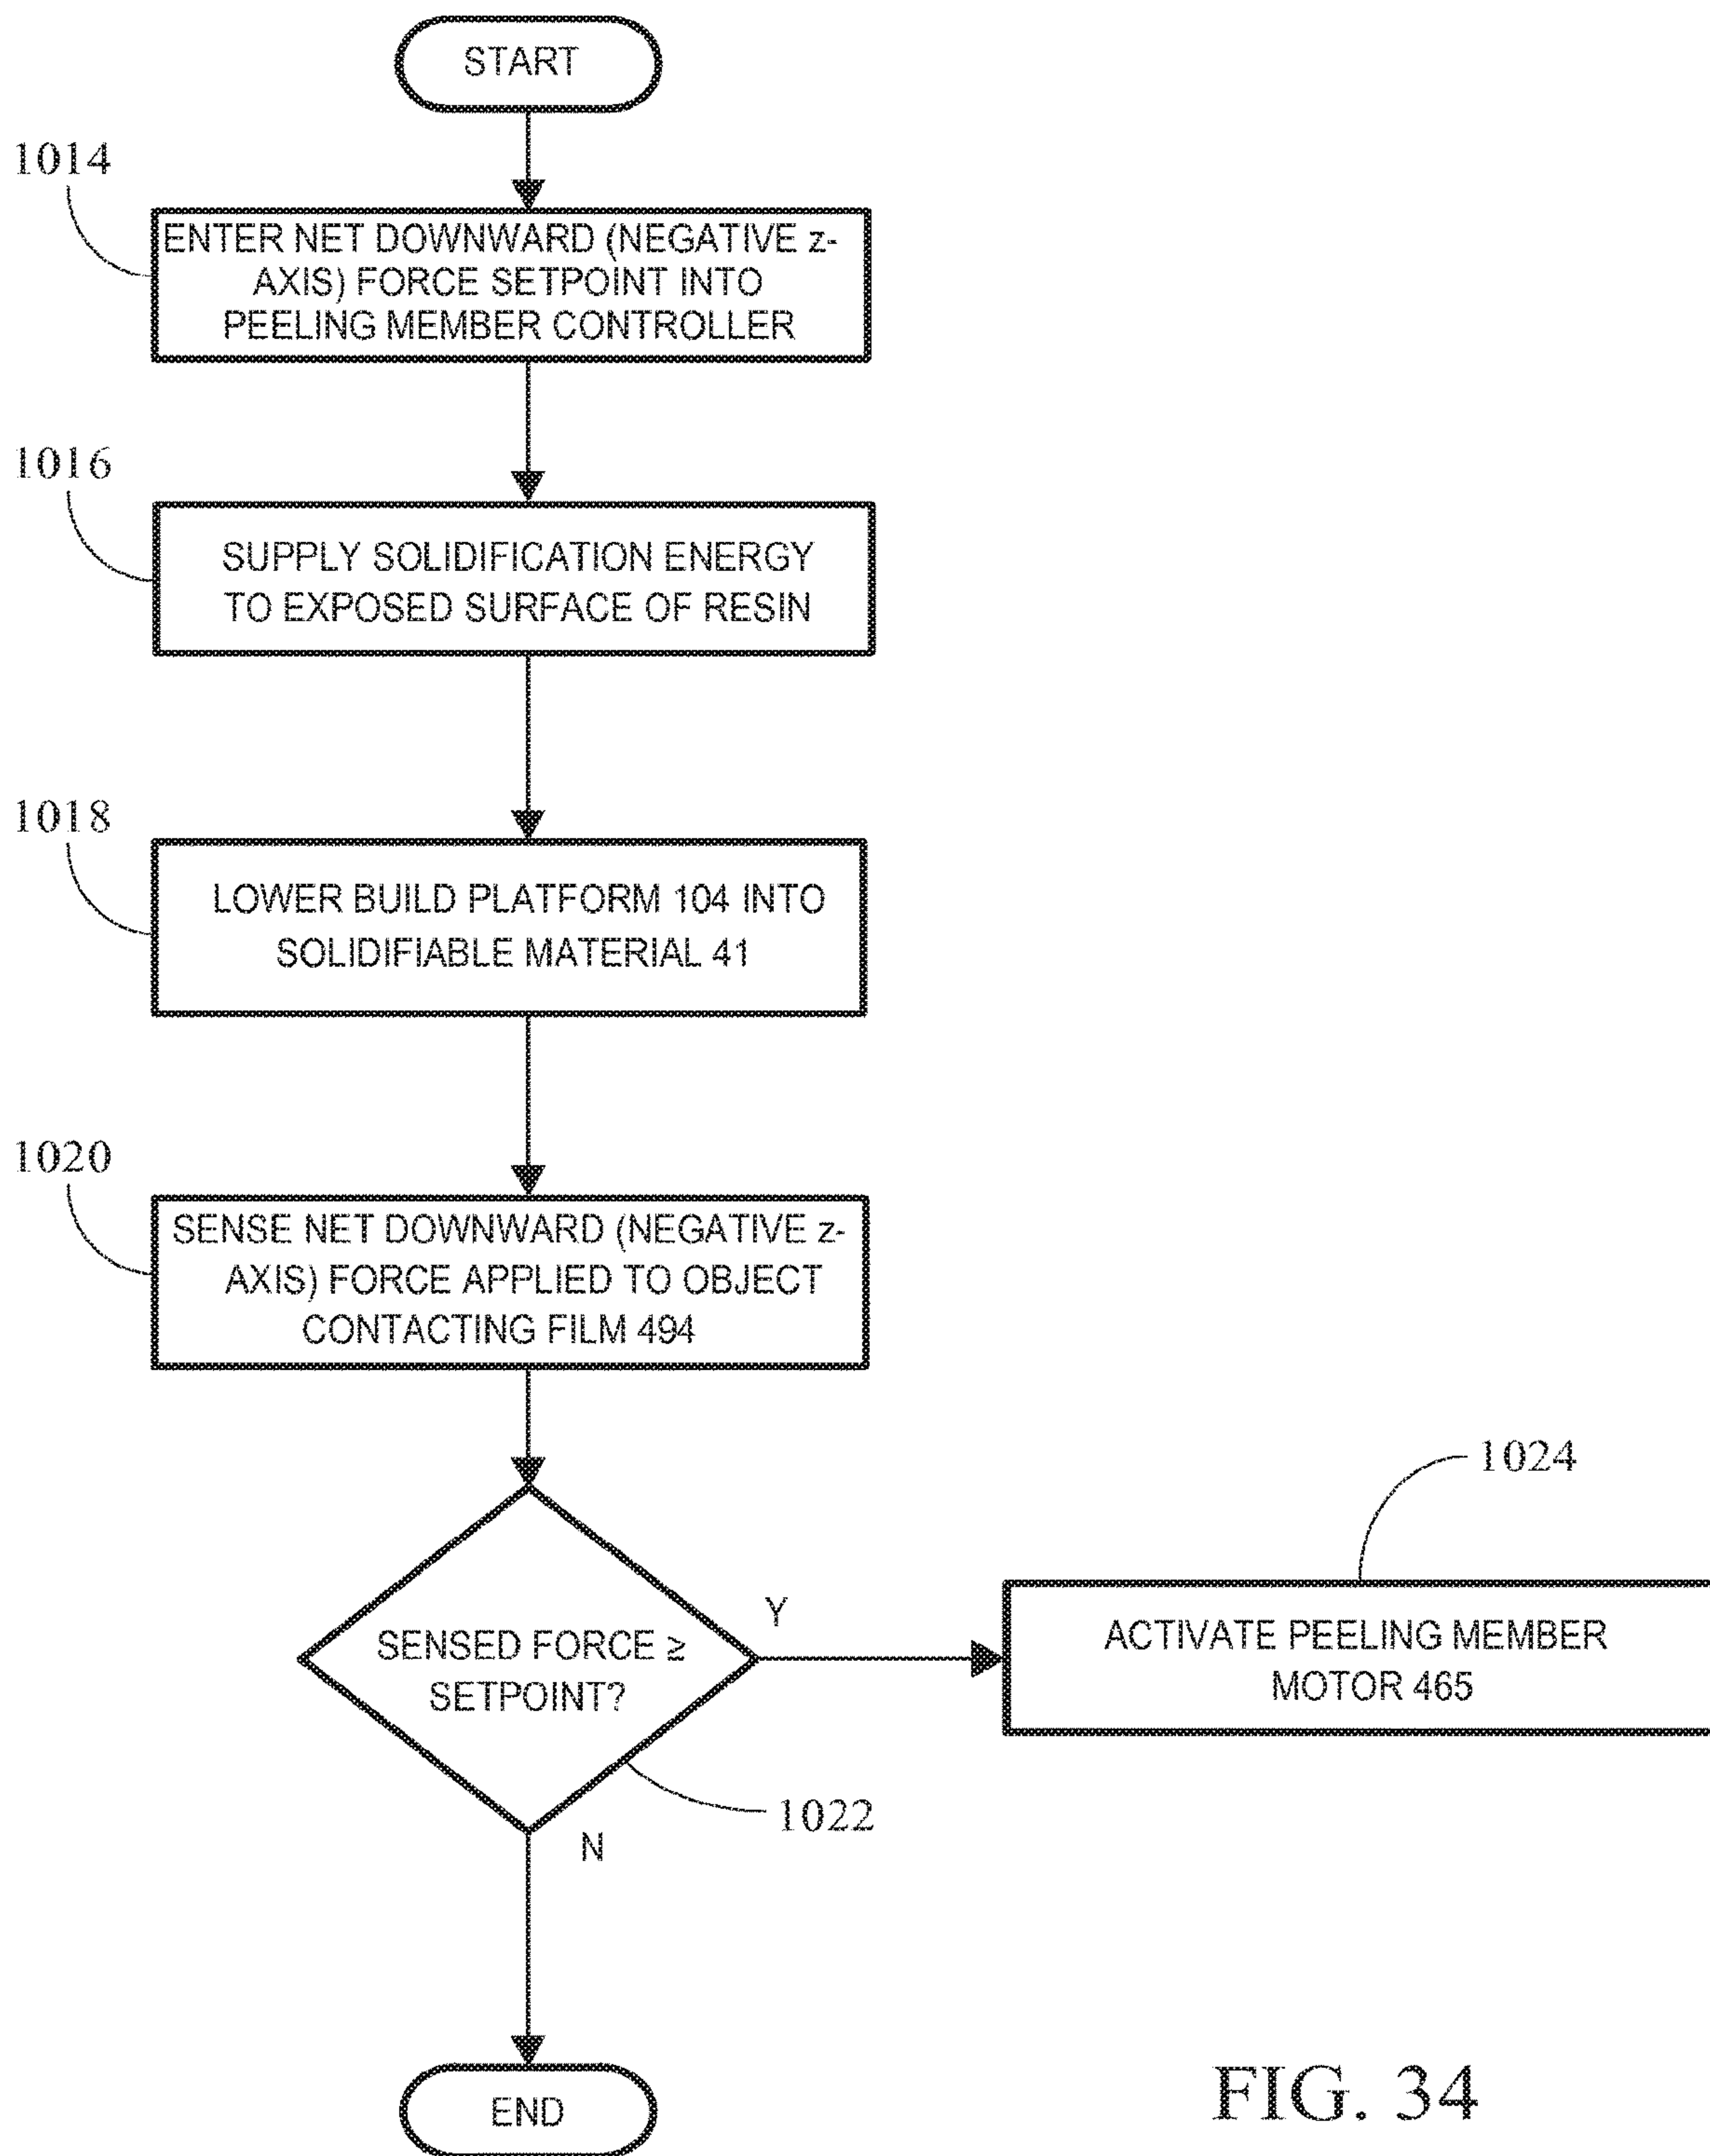 START
1014
ENTER NET DOWNWARD (NEGATIVE z-
AXIS) FORCE SETPOINT INTO
PEELING MEMBER CONTROLLER
1016
SUPPLY SOLIDIFICATION ENERGY
TO EXPOSED SURFACE OF RESIN
1018
LOWER BUILD PLATFORM 104 INTO
SOLIDIFIABLE MATERIAL 41
1020
SENSE NET DOWNWARD (NEGATIVE z-
AXIS) FORCE APPLIED TO OBJECT
CONTACTING FILM 494
SENSED FORCE ≥
SETPOINT?
Y
1024
ACTIVATE PEELING MEMBER
MOTOR 465
1022
N
END
FIG. 34